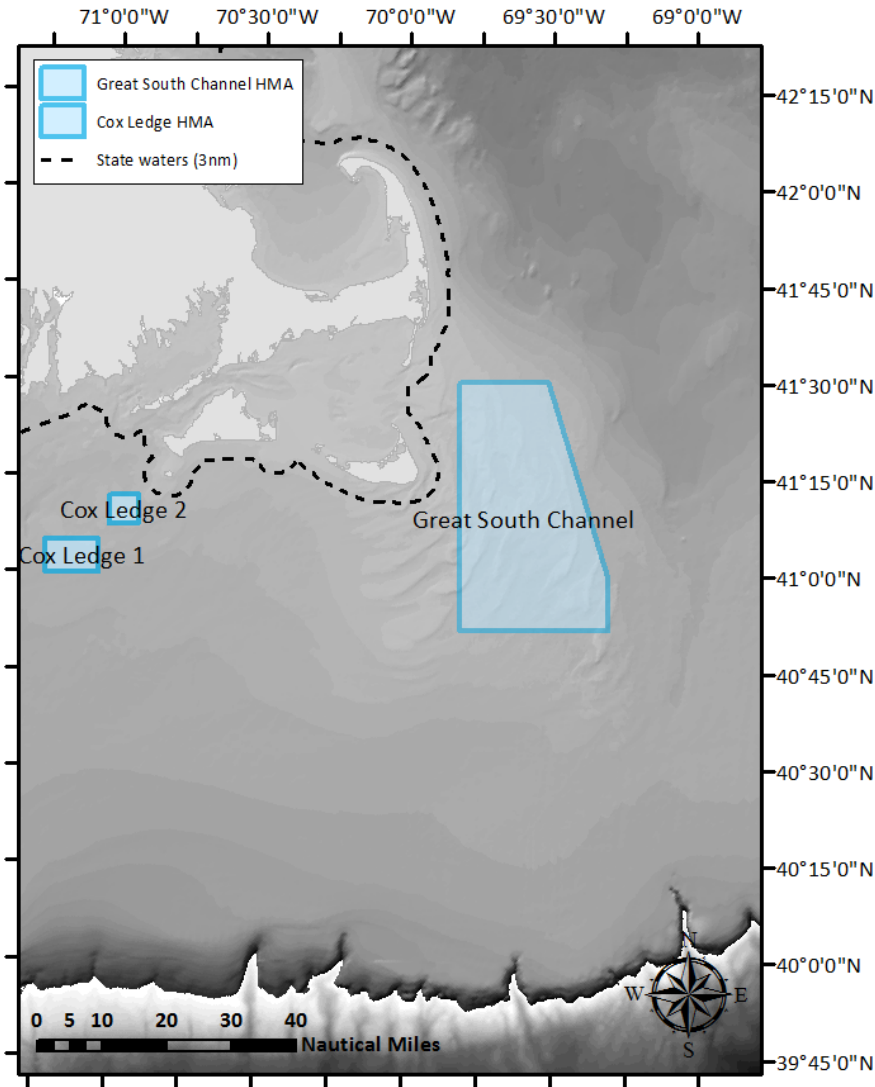 71°0'0"W 70°30'0"W 70°0'0"W 69°30'0"W 69°0'0"W
Great South Channel HMA
Cox Ledge HMA
State waters (3nm)
42°15'0"N
42°0'0"N
41°45'0"N
41°30'0"N
41°15'0"N
Cox Ledge 2
Great South Channel
Cox Ledge 1
41°0'0"N
40°45'0"N
40°30'0"N
40°15'0"N
N
40°0'0"N
W E
S
0 5 10 20 30 40
Nautical Miles
39°45'0"N